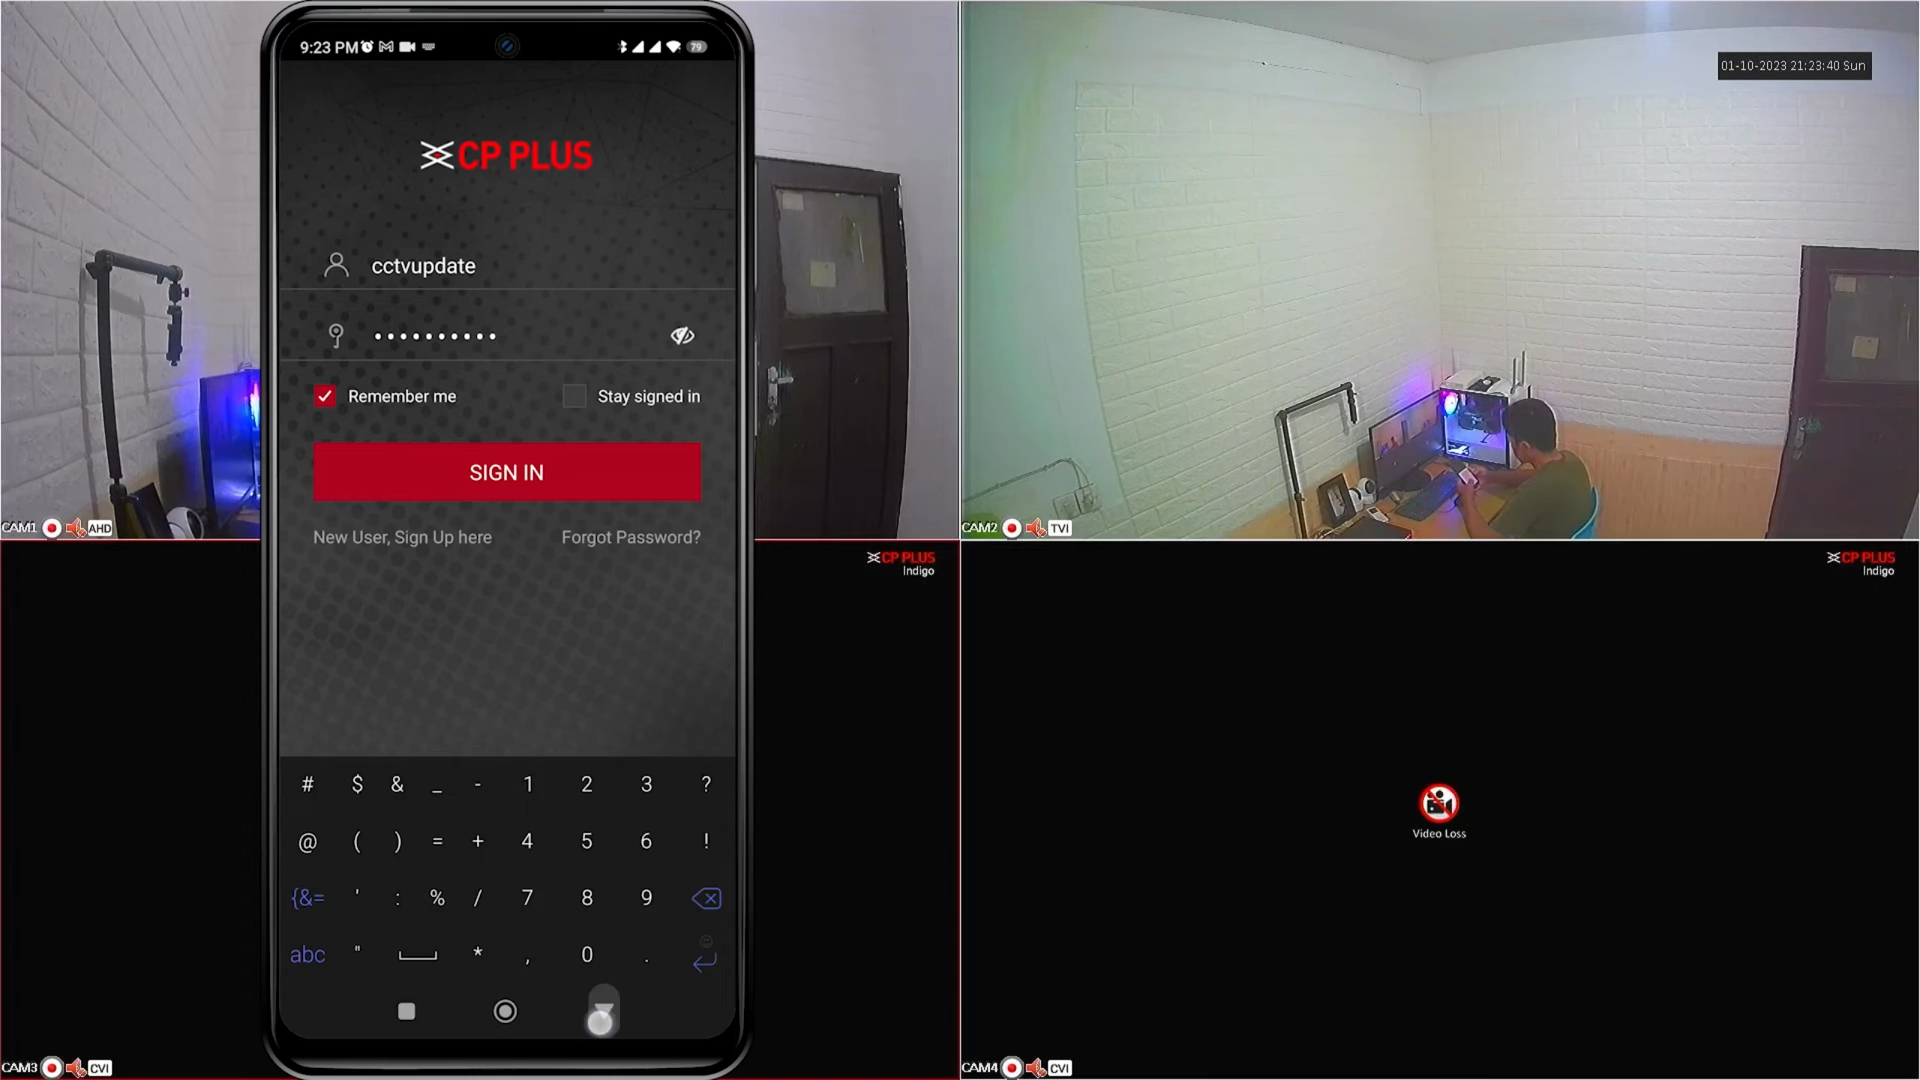 9:23 PM
79
CP PLUS
cctvupdate
••••••••••
Remember me
Stay signed in
SIGN IN
New User, Sign Up here
Forgot Password?
# $ & _ - 1 2 3 ?
@ ( ) = + 4 5 6 !
{&= ' : % / 7 8 9
abc " * , 0 .
01-10-2023 21:23:40 Sun
CAM1 AHD
CAM2 TVI
CP PLUS
Indigo
CP PLUS
Indigo
Video Loss
CAM3 CVI
CAM4 CVI